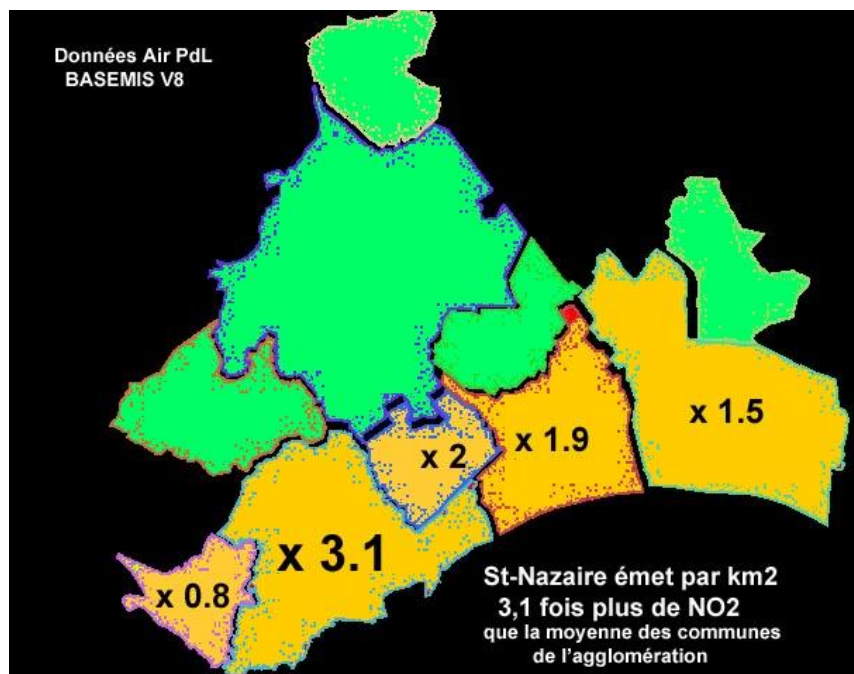 Données Air PdL
BASEMIS V8
x 1.5
x 1.9
x 2
x 3.1
x 0.8
St-Nazaire émet par km2
3,1 fois plus de NO2
que la moyenne des communes
de l'agglomération